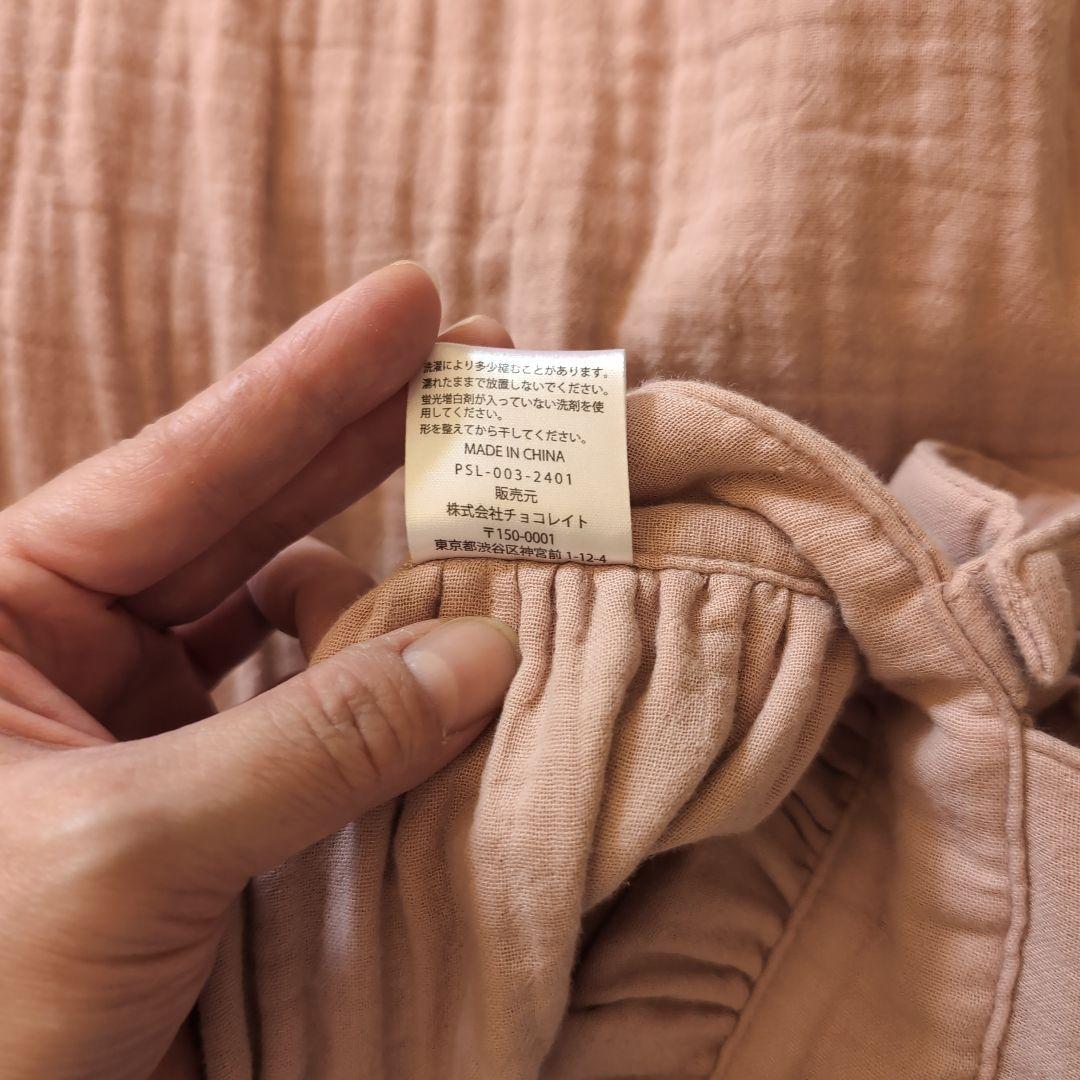 洗濯により多少縮むことがあります。
濡れたままで放置しないでください。
蛍光増白剤が入っていない洗剤を使
用してください。
形を整えてから干してください。
MADE IN CHINA
PSL-003-2401
販売元
株式会社チョコレイト
〒150-0001
東京都渋谷区神宮前 1-12-4